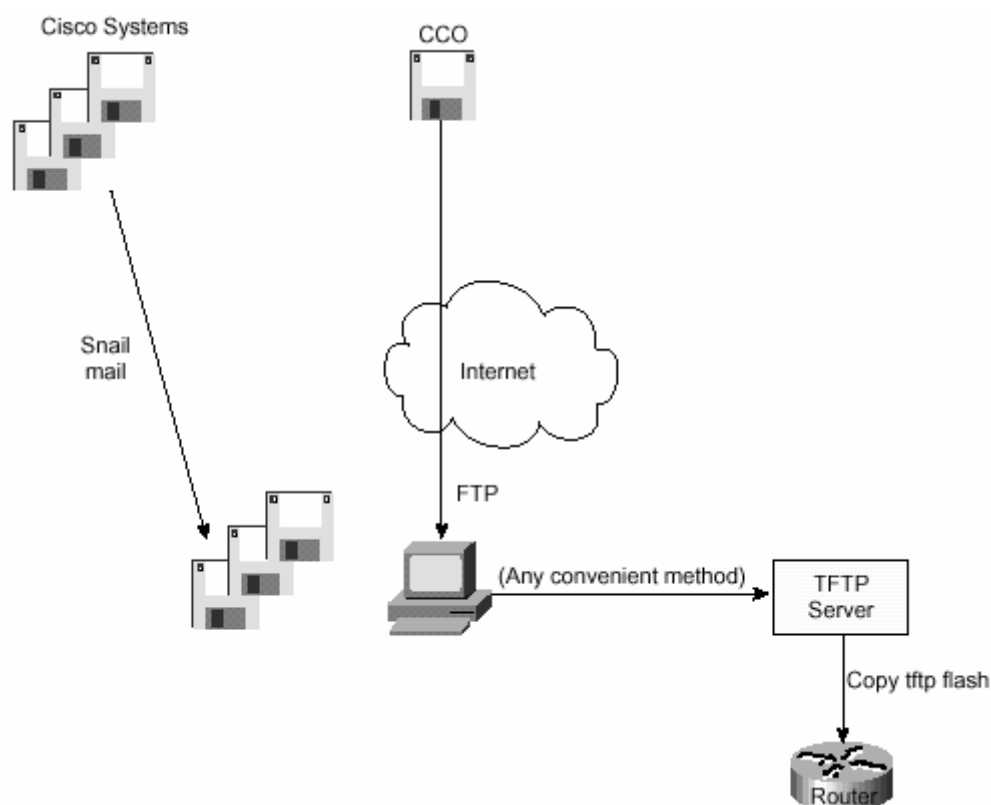 Cisco Systems
CCO
Snail
mail
Internet
FTP
(Any convenient method)
TFTP
Server
Copy tftp flash
Router